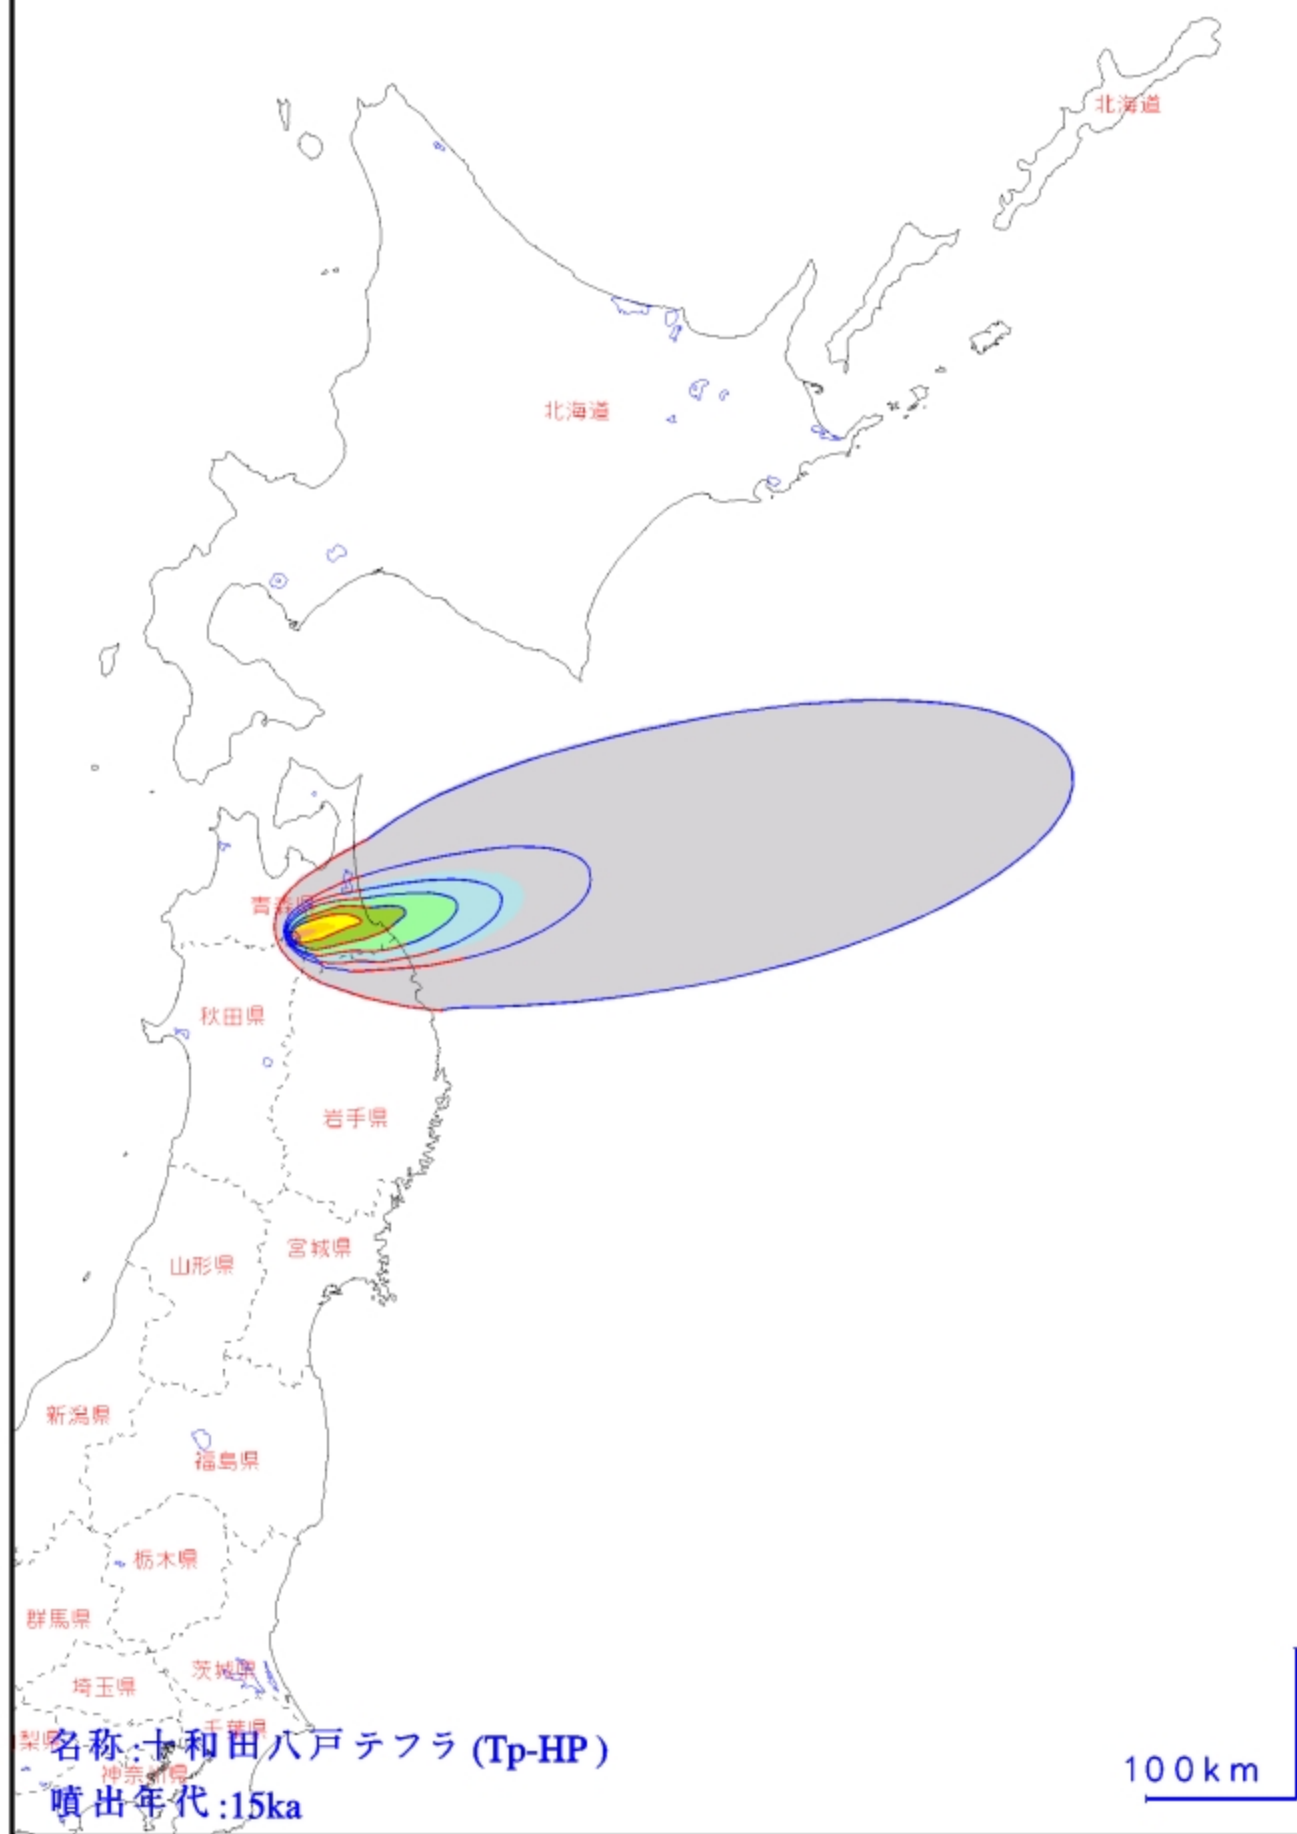 北海道
北海道
青森県
秋田県
岩手県
宮城県
山形県
新潟県
福島県
栃木県
群馬県
茨城県
埼玉県
千葉県
梨県
神奈川県
名称:十和田八戸テフラ(Tp-HP)
噴出年代:15ka
100km